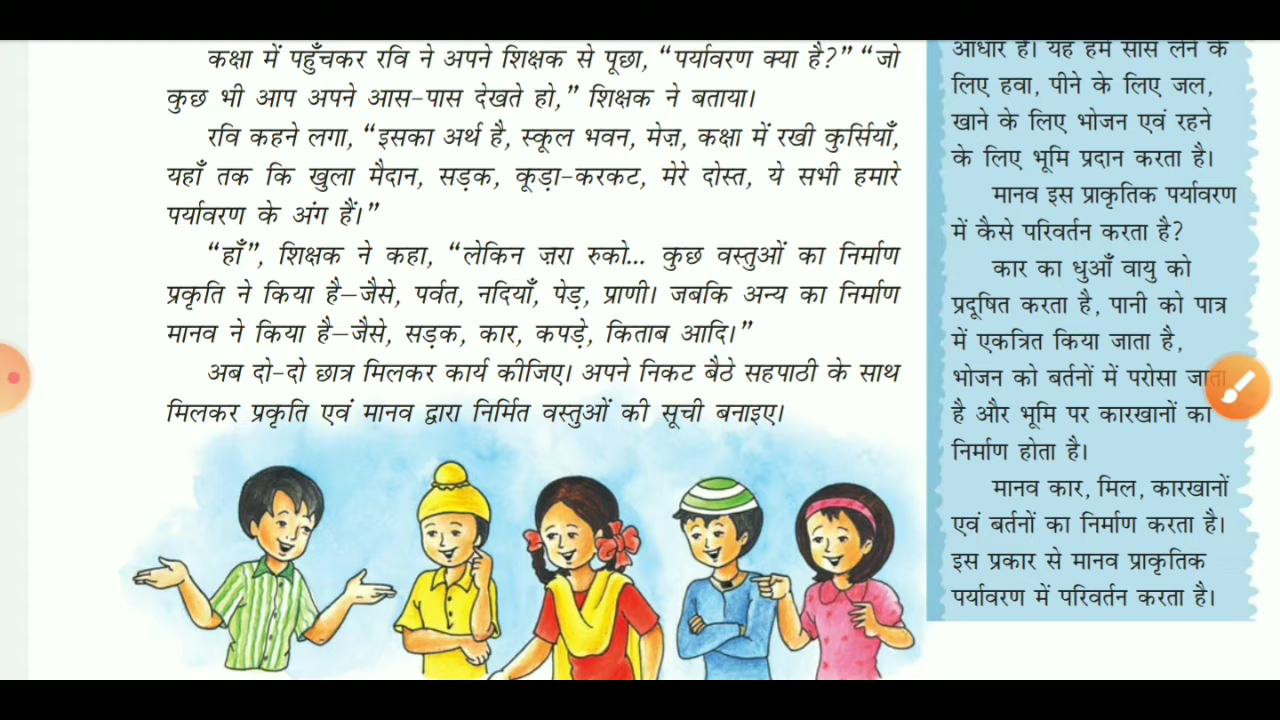 कक्षा में पहुँचकर रवि ने अपने शिक्षक से पूछा, “पर्यावरण क्या है?” “जो
कुछ भी आप अपने आस-पास देखते हो,” शिक्षक ने बताया।
रवि कहने लगा, “इसका अर्थ है, स्कूल भवन, मेज़, कक्षा में रखी कुर्सियाँ,
यहाँ तक कि खुला मैदान, सड़क, कूड़ा-करकट, मेरे दोस्त, ये सभी हमारे
पर्यावरण के अंग हैं।”
“हाँ”, शिक्षक ने कहा, “लेकिन ज़रा रुको... कुछ वस्तुओं का निर्माण
प्रकृति ने किया है—जैसे, पर्वत, नदियाँ, पेड़, प्राणी। जबकि अन्य का निर्माण
मानव ने किया है—जैसे, सड़क, कार, कपड़े, किताब आदि।”
अब दो-दो छात्र मिलकर कार्य कीजिए। अपने निकट बैठे सहपाठी के साथ
मिलकर प्रकृति एवं मानव द्वारा निर्मित वस्तुओं की सूची बनाइए।
आधार है। यह हमें साँस लेने के
लिए हवा, पीने के लिए जल,
खाने के लिए भोजन एवं रहने
के लिए भूमि प्रदान करता है।
मानव इस प्राकृतिक पर्यावरण
में कैसे परिवर्तन करता है?
कार का धुआँ वायु को
प्रदूषित करता है, पानी को पात्र
में एकत्रित किया जाता है,
भोजन को बर्तनों में परोसा जाता
है और भूमि पर कारखानों का
निर्माण होता है।
मानव कार, मिल, कारखानों
एवं बर्तनों का निर्माण करता है।
इस प्रकार से मानव प्राकृतिक
पर्यावरण में परिवर्तन करता है।